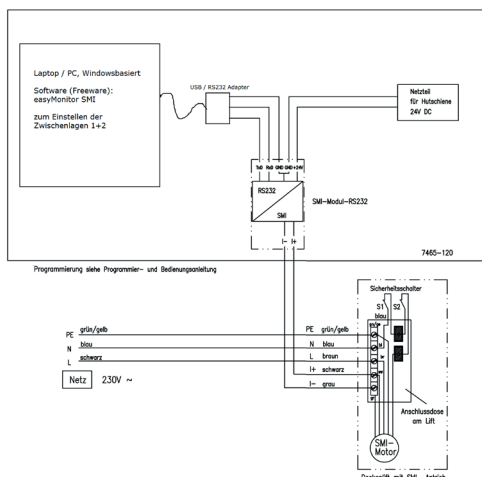 Laptop / PC, Windowsbasiert
Software (Freeware):
easyMonitor SMI
zum Einstellen der
Zwischenlagen 1+2
USB / RS232 Adapter
Netzteil
für Hutschiene
24V DC
TxD RxD GND GND +24V
RS232
SMI
SMI-Modul-RS232
I- I+
7465-120
Programmierung siehe Programmier- und Bedienungsanleitung
Sicherheitsschalter
S1 S2
blau
PE grün/gelb PE grün/gelb
N blau N blau
L schwarz L braun
I+ schwarz
I- grau
Netz 230V ~
Anschlussdose
am Lift
SMI-
Motor